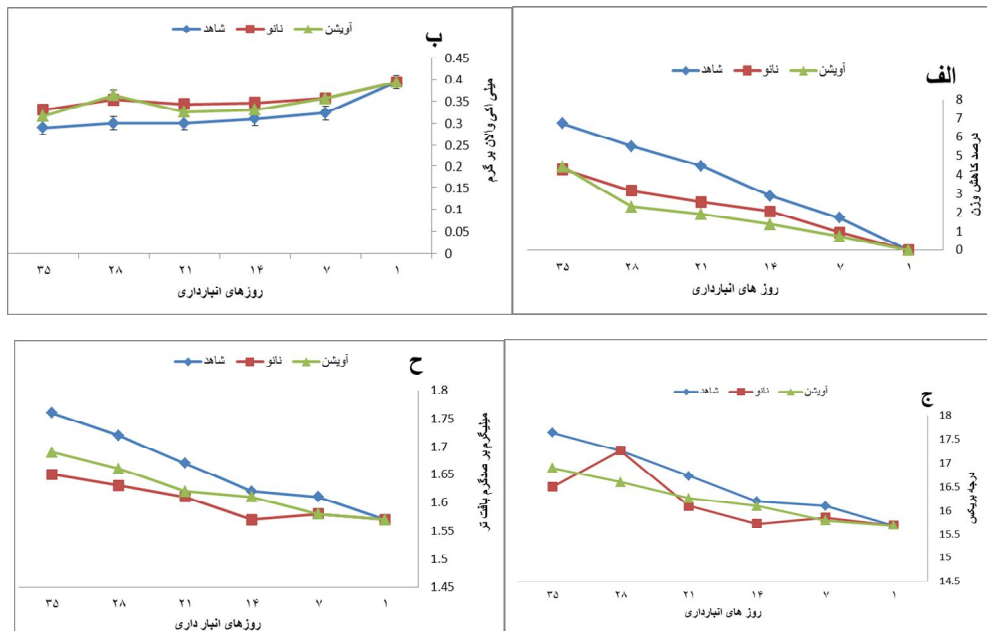 آویشن نانو شاهد
الف
8
7
6
5
4
3
2
1
0
درصد کاهش وزن
۱ ۷ ۱۴ ۲۱ ۲۸ ۳۵
روز های انبارداری
آویشن نانو شاهد
ب
0.45
0.4
0.35
0.3
0.25
0.2
0.15
0.1
0.05
0
میلی اکی والان بر گرم
۱ ۷ ۱۴ ۲۱ ۲۸ ۳۵
روزهای انبارداری
آویشن نانو شاهد
ج
18
17.5
17
16.5
16
15.5
15
14.5
درجه بریکس
۱ ۷ ۱۴ ۲۱ ۲۸ ۳۵
روز های انبارداری
آویشن نانو شاهد
ح
1.8
1.75
1.7
1.65
1.6
1.55
1.5
1.45
میلیگرم بر صدگرم بافت تر
۱ ۷ ۱۴ ۲۱ ۲۸ ۳۵
روزهای انبار داری